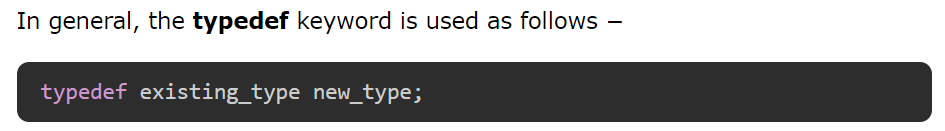 In general, the typedef keyword is used as follows −
typedef existing_type new_type;